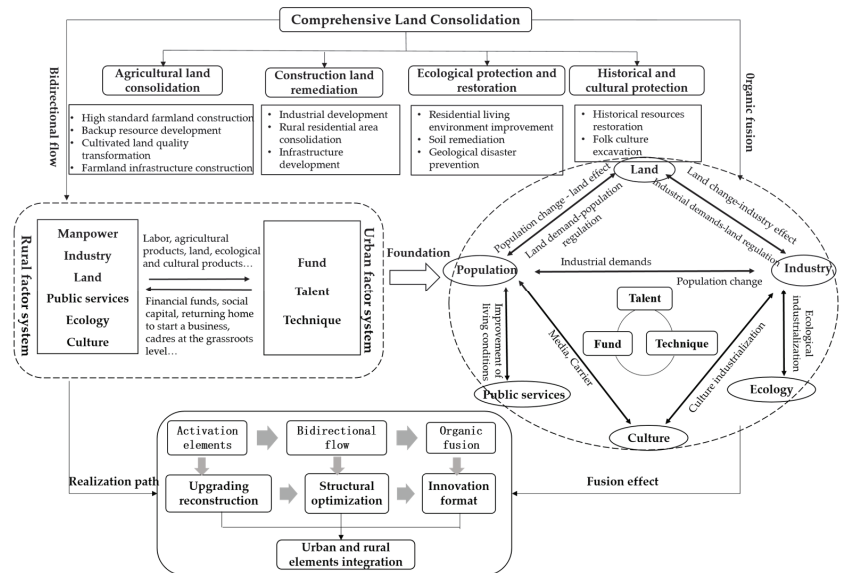 Comprehensive Land Consolidation
Bidirectional flow
Organic fusion
Agricultural land
consolidation
Construction land
remediation
Ecological protection and
restoration
Historical and
cultural protection
• High standard farmland construction
• Backup resource development
• Cultivated land quality
transformation
• Farmland infrastructure construction
• Industrial development
• Rural residential area
consolidation
• Infrastructure
development
• Residential living
environment improvement
• Soil remediation
• Geological disaster
prevention
• Historical resources
restoration
• Folk culture
excavation
Rural factor system
Manpower
Industry
Land
Public services
Ecology
Culture
Labor, agricultural
products, land, ecological
and cultural products…
Financial funds, social
capital, returning home
to start a business,
cadres at the grassroots
level…
Fund
Talent
Technique
Urban factor system
Foundation
Land
Population change - land effect
Land demand-population
regulation
Land change-industry effect
Industrial demands-land regulation
Population
Industrial demands
Population change
Industry
Talent
Fund
Technique
Improvement of
living conditions
Media, Carrier
Culture industrialization
Ecological
industrialization
Public services
Ecology
Culture
Activation
elements
Bidirectional
flow
Organic
fusion
Realization path
Upgrading
reconstruction
Structural
optimization
Innovation
format
Fusion effect
Urban and rural
elements integration